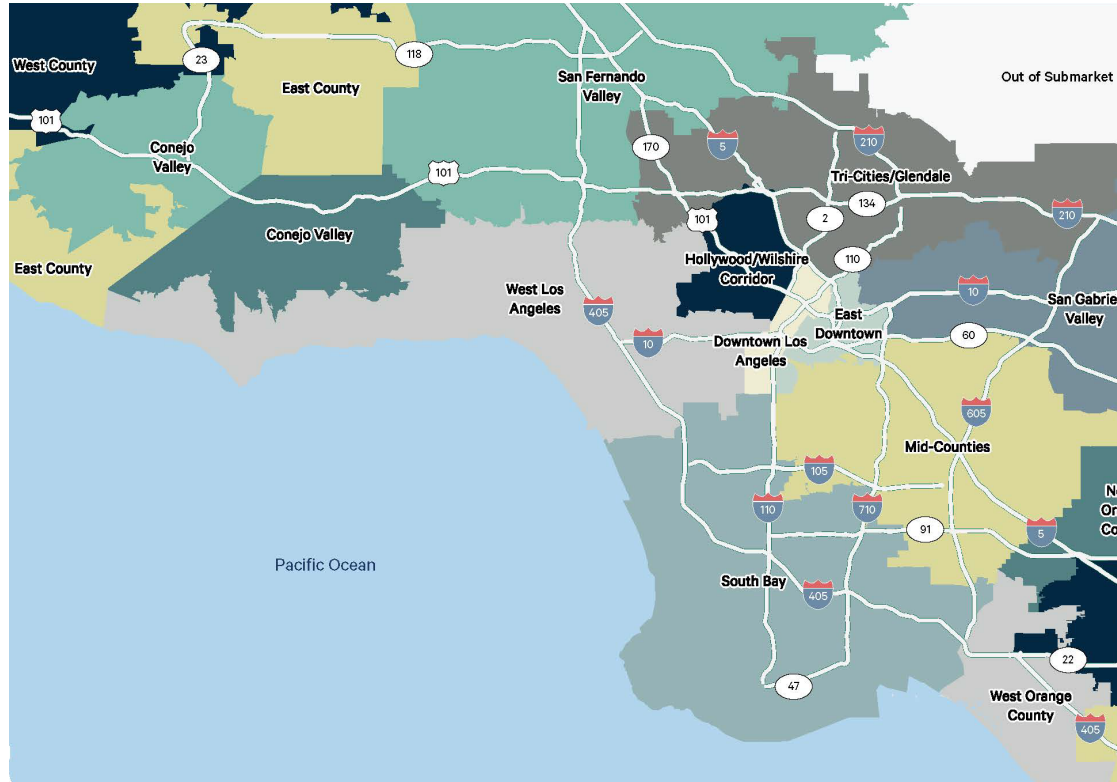 West County
23
118
East County
San Fernando
Valley
Out of Submarket
101
Conejo
Valley
170
5
210
101
Tri-Cities/Glendale
2
134
210
101
Conejo Valley
110
East County
Hollywood/Wilshire
Corridor
West Los
Angeles
405
10
San Gabrie
Valley
East
Downtown
60
10
Downtown Los
Angeles
605
Mid-Counties
105
110
710
91
5
Pacific Ocean
South Bay
405
22
47
West Orange
County
405